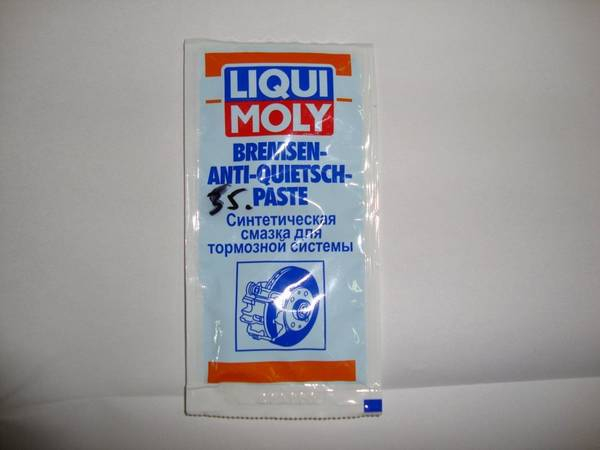 LIQUI
MOLY
BREMSEN-
ANTI-QUIETSCH-
35. PASTE
Синтетическая
смазка для
тормозной системы